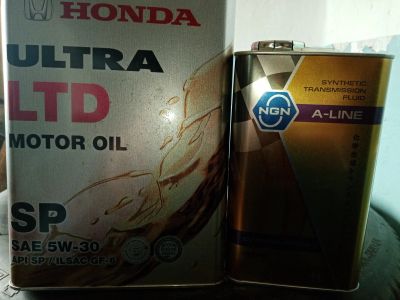 HONDA
ULTRA
LTD
MOTOR OIL
SP
SAE 5W-30
API SP / ILSAC GF-6
SYNTHETIC
TRANSMISSION
FLUID
NGN
A-LINE